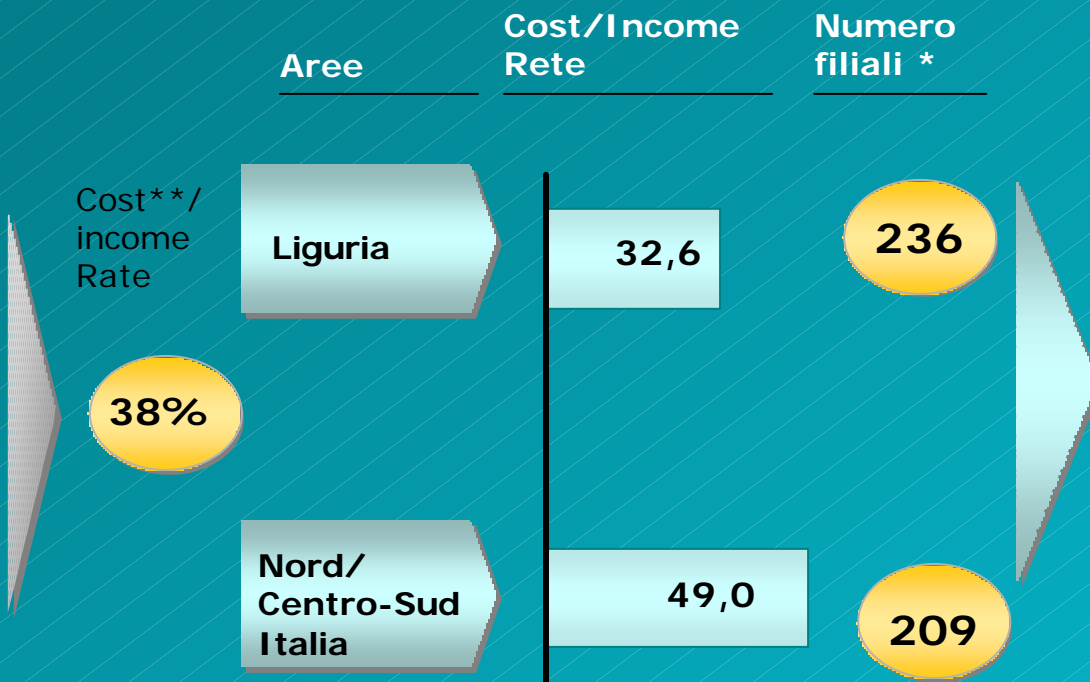 Aree
Cost/Income
Rete
Numero
filiali *
Cost**/
income
Rate
38%
Liguria
32,6
236
Nord/
Centro-Sud
Italia
49,0
209